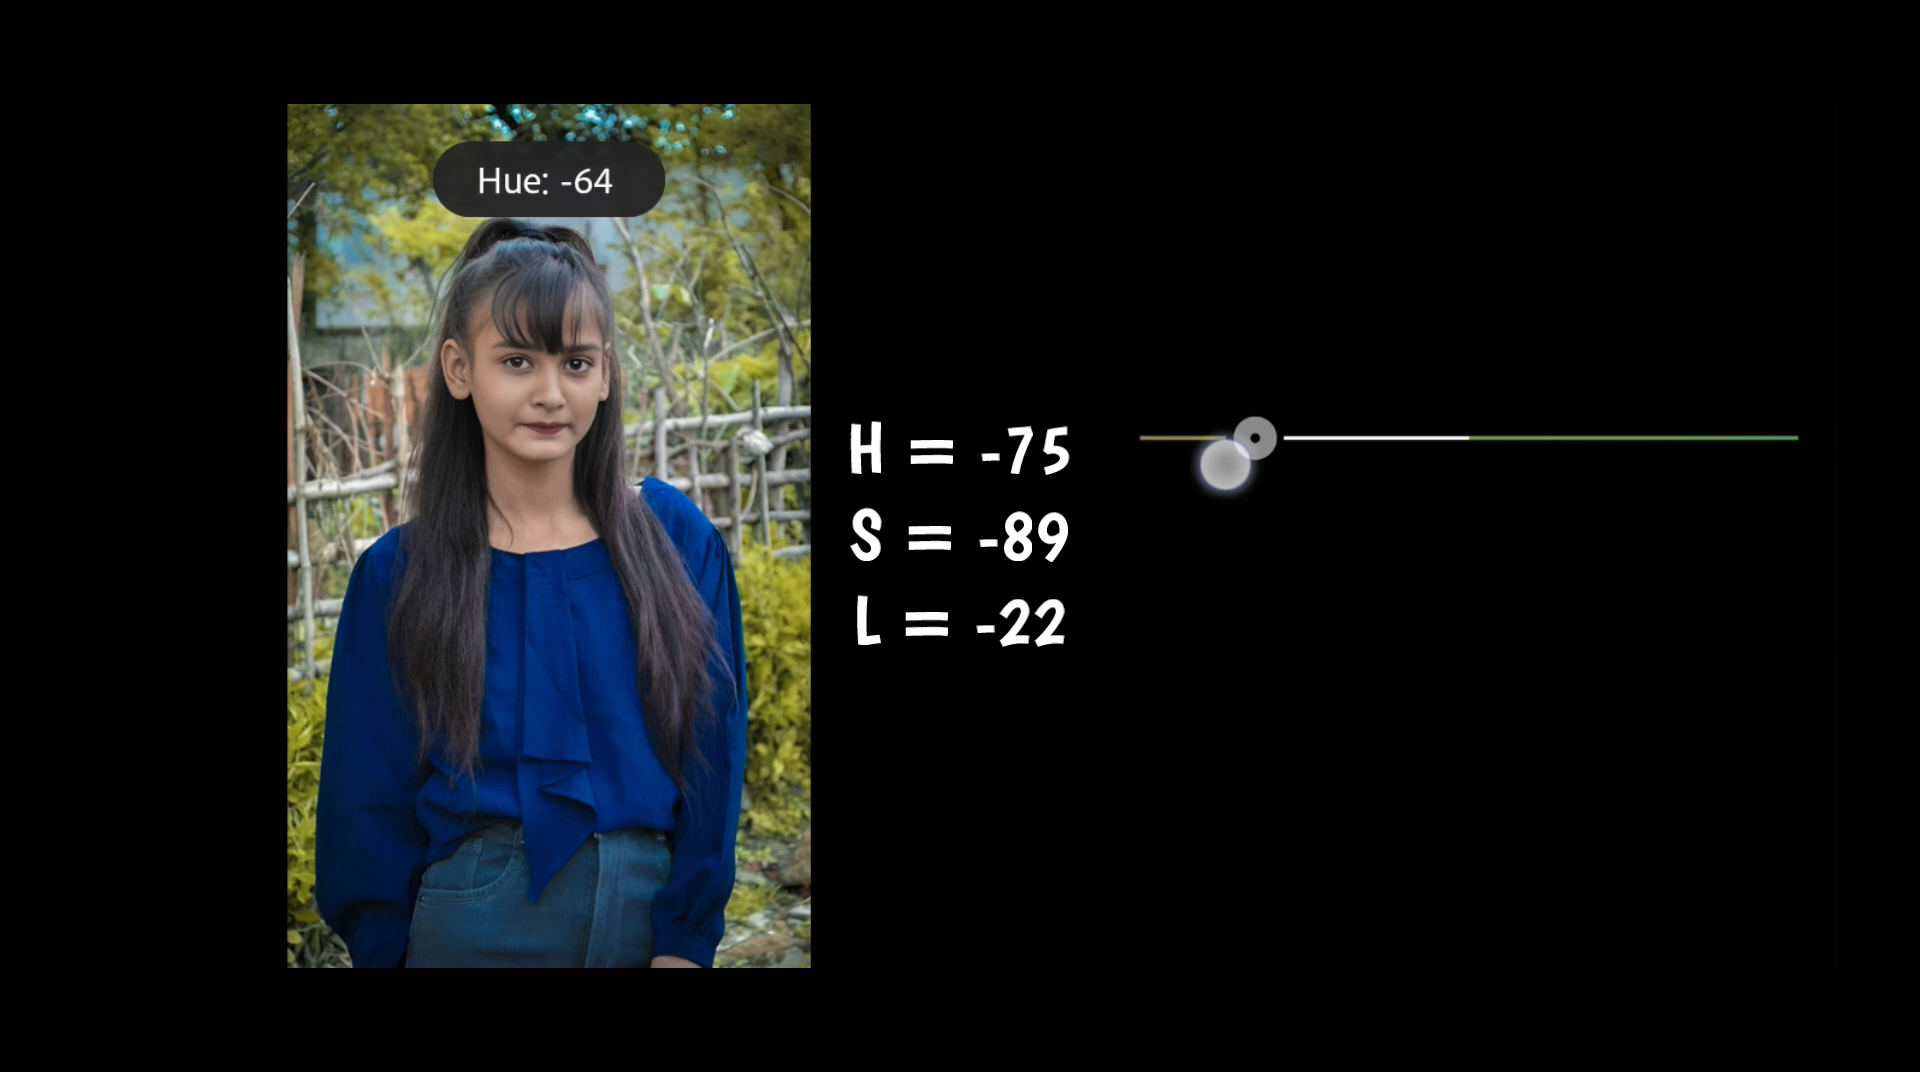 Hue: -64
H = -75
S = -89
L = -22